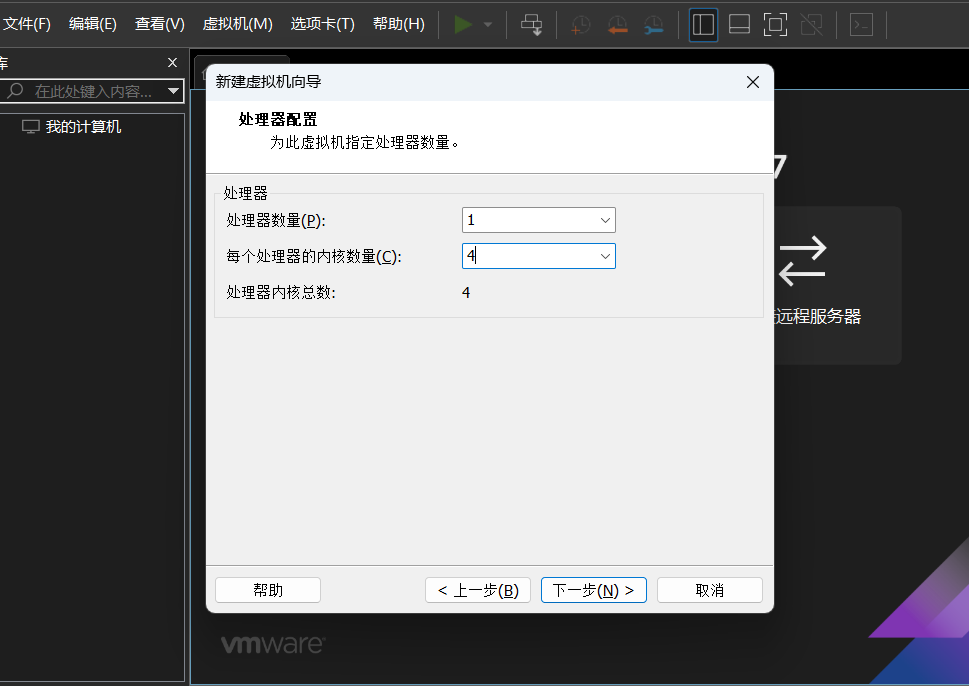 文件(F) 编辑(E) 查看(V) 虚拟机(M) 选项卡(T) 帮助(H)
库
在此处键入内容...
我的计算机
新建虚拟机向导
处理器配置
为此虚拟机指定处理器数量。
7
处理器
处理器数量(P): 1
每个处理器的内核数量(C): 4
处理器内核总数: 4
远程服务器
帮助 < 上一步(B) 下一步(N) > 取消
vmware